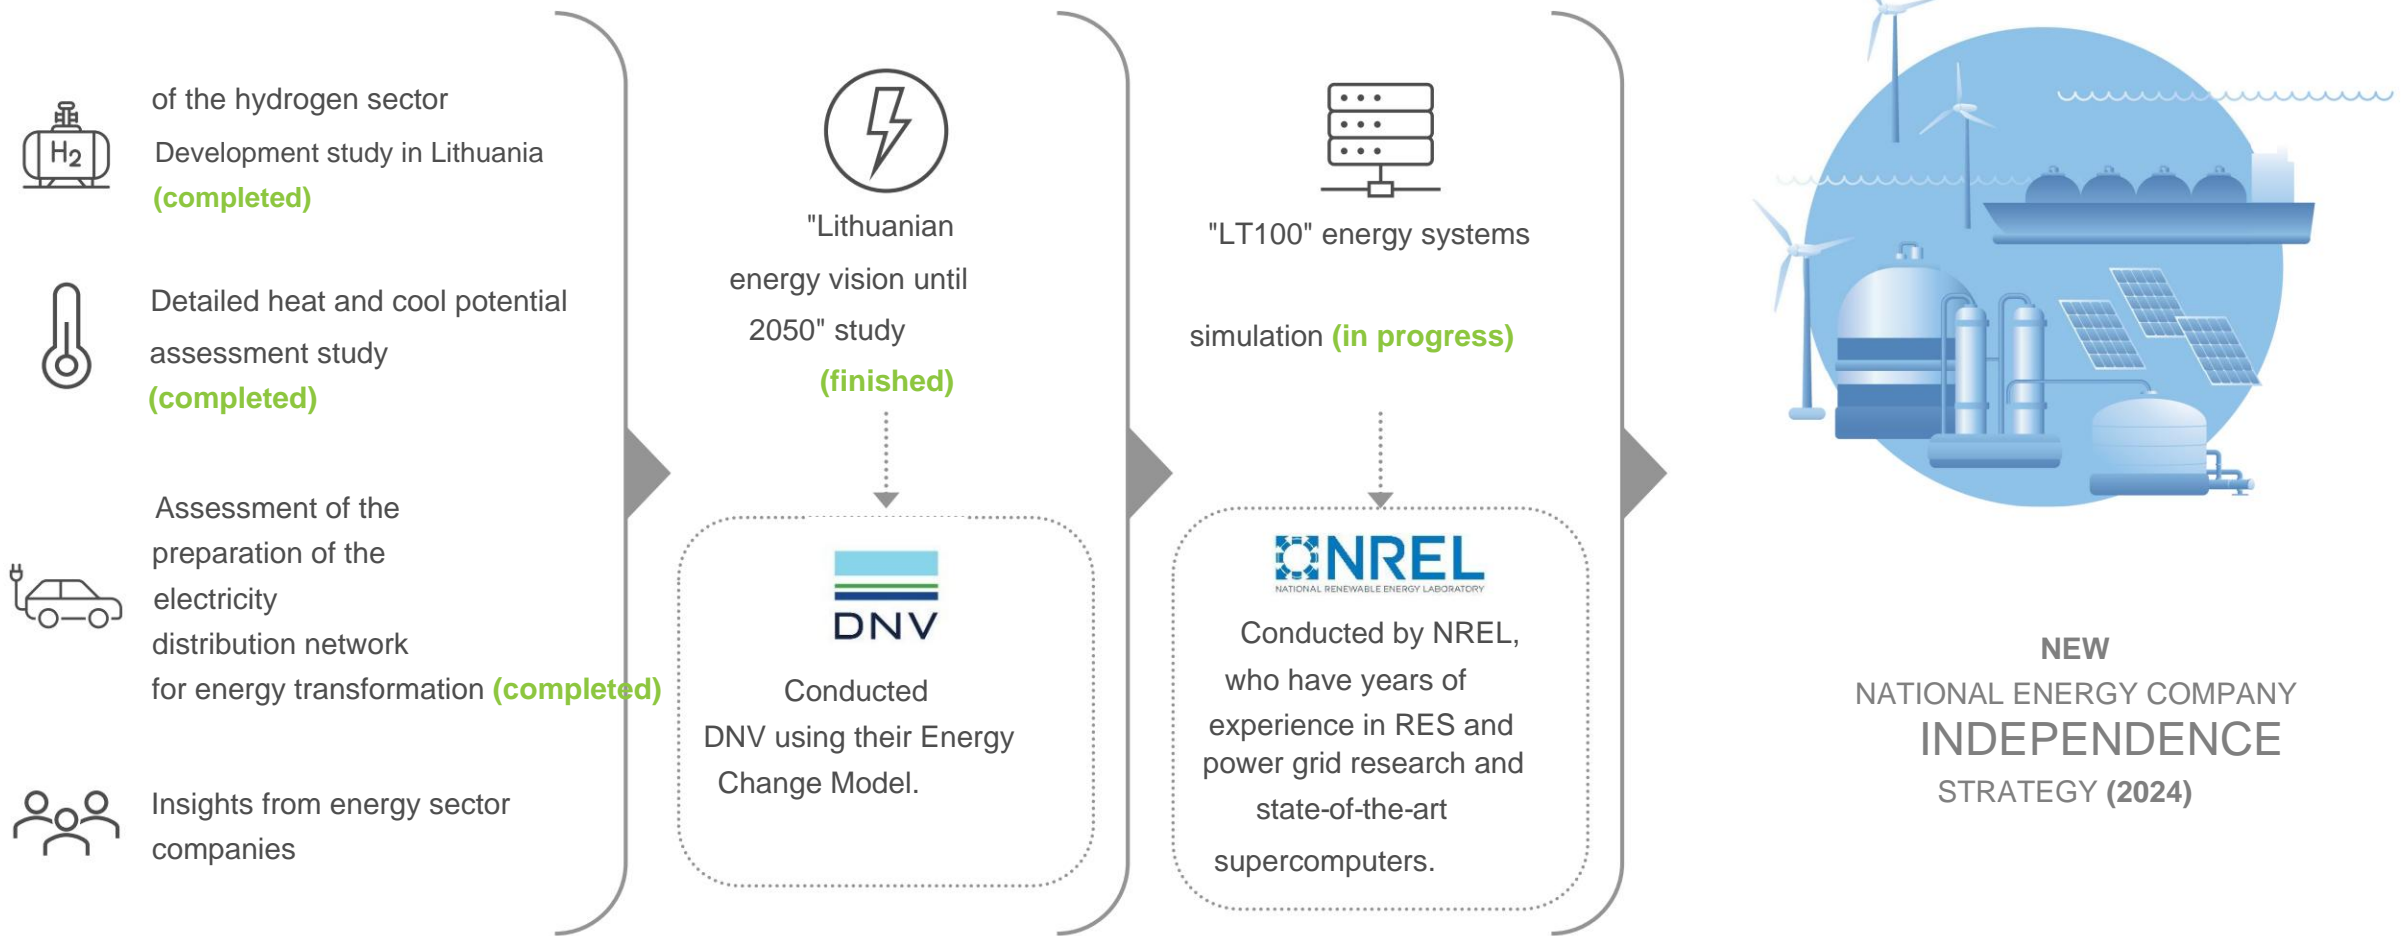 of the hydrogen sector
H2
Development study in Lithuania
(completed)
Detailed heat and cool potential
assessment study
(completed)
Assessment of the
preparation of the
electricity
distribution network
for energy transformation (completed)
Insights from energy sector
companies
"Lithuanian
energy vision until
2050" study
(finished)
DNV
Conducted
DNV using their Energy
Change Model.
"LT100" energy systems
simulation (in progress)
NREL
NATIONAL RENEWABLE ENERGY LABORATORY
Conducted by NREL,
who have years of
experience in RES and
power grid research and
state-of-the-art
supercomputers.
NEW
NATIONAL ENERGY COMPANY
INDEPENDENCE
STRATEGY (2024)